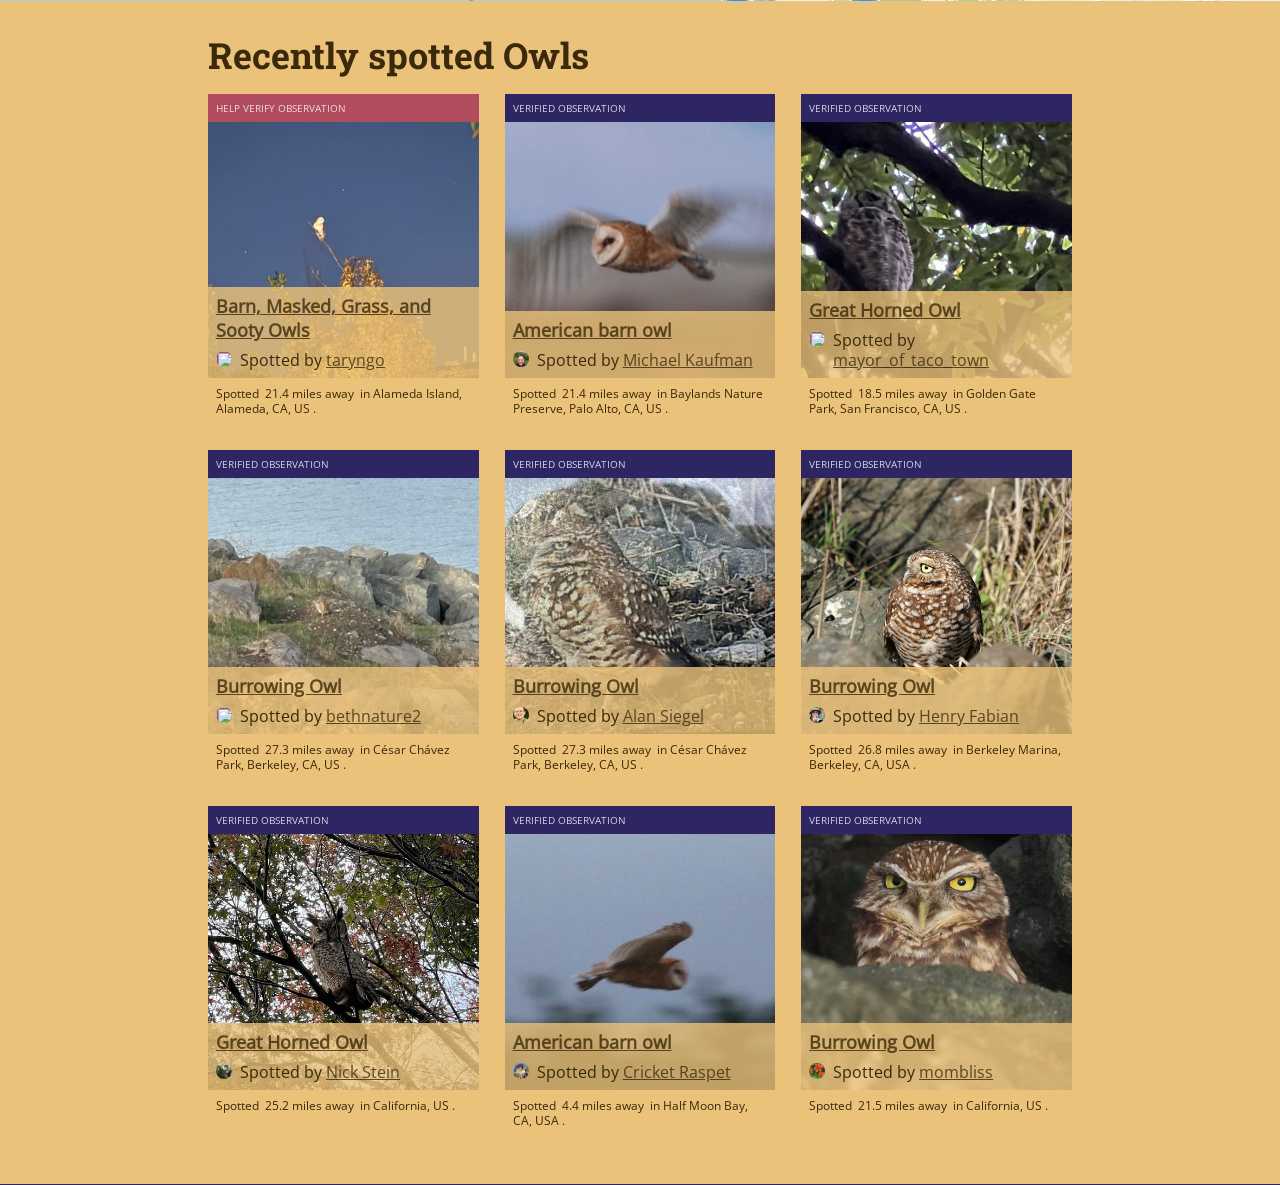 Recently spotted Owls
HELP VERIFY OBSERVATION
Barn, Masked, Grass, and
Sooty Owls
Spotted by taryngo
Spotted 21.4 miles away in Alameda Island,
Alameda, CA, US .
VERIFIED OBSERVATION
American barn owl
Spotted by Michael Kaufman
Spotted 21.4 miles away in Baylands Nature
Preserve, Palo Alto, CA, US .
VERIFIED OBSERVATION
Great Horned Owl
Spotted by
mayor_of_taco_town
Spotted 18.5 miles away in Golden Gate
Park, San Francisco, CA, US .
VERIFIED OBSERVATION
Burrowing Owl
Spotted by bethnature2
Spotted 27.3 miles away in César Chávez
Park, Berkeley, CA, US .
VERIFIED OBSERVATION
Burrowing Owl
Spotted by Alan Siegel
Spotted 27.3 miles away in César Chávez
Park, Berkeley, CA, US .
VERIFIED OBSERVATION
Burrowing Owl
Spotted by Henry Fabian
Spotted 26.8 miles away in Berkeley Marina,
Berkeley, CA, USA .
VERIFIED OBSERVATION
Great Horned Owl
Spotted by Nick Stein
Spotted 25.2 miles away in California, US .
VERIFIED OBSERVATION
American barn owl
Spotted by Cricket Raspet
Spotted 4.4 miles away in Half Moon Bay,
CA, USA .
VERIFIED OBSERVATION
Burrowing Owl
Spotted by mombliss
Spotted 21.5 miles away in California, US .